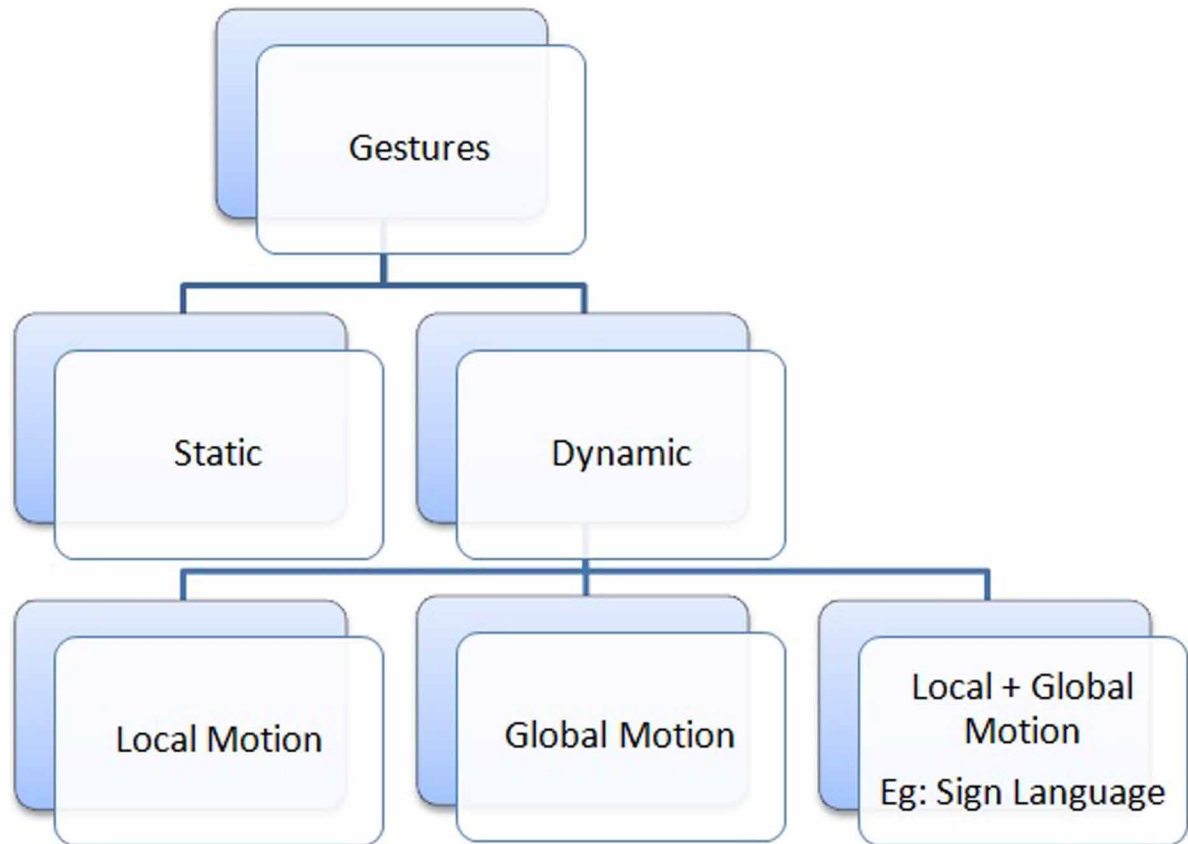 Gestures
Static
Dynamic
Local Motion
Global Motion
Local + Global
Motion
Eg: Sign Language